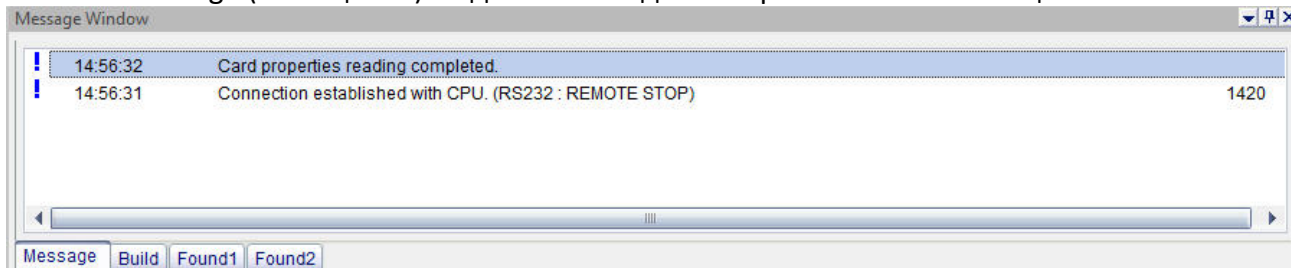 Message Window
! 14:56:32 Card properties reading completed.
! 14:56:31 Connection established with CPU. (RS232 : REMOTE STOP) 1420
Message Build Found1 Found2